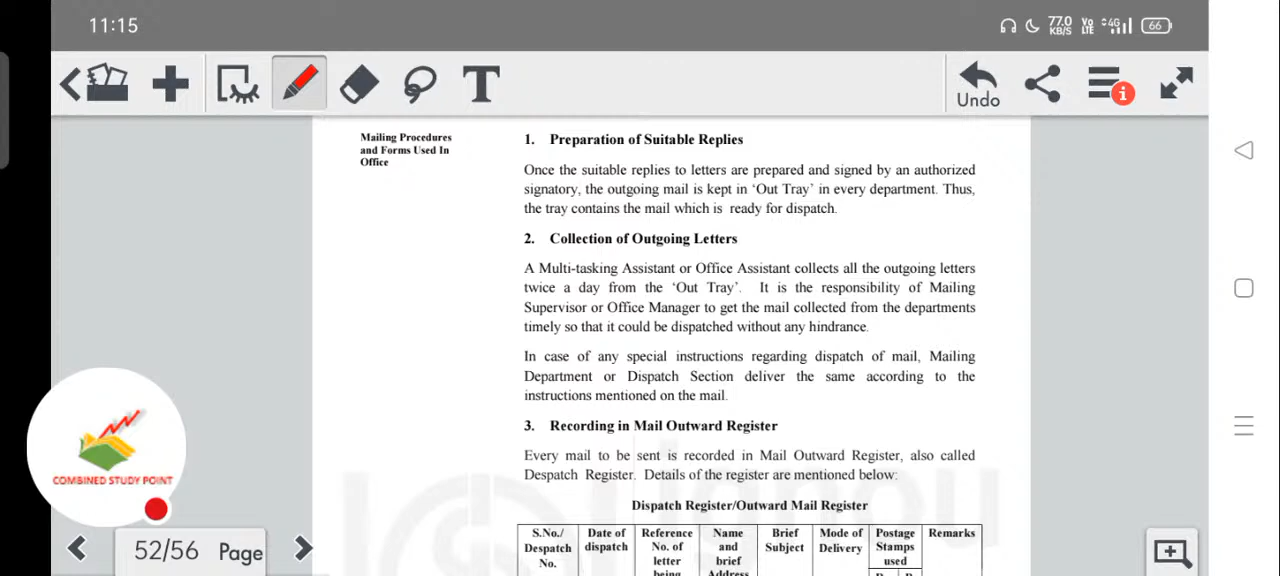 11:15
77.0 KB/S Vo LTE 4G 66
T
Undo
i
Mailing Procedures
and Forms Used In
Office
1. Preparation of Suitable Replies
Once the suitable replies to letters are prepared and signed by an authorized
signatory, the outgoing mail is kept in ‘Out Tray’ in every department. Thus,
the tray contains the mail which is ready for dispatch.
2. Collection of Outgoing Letters
A Multi-tasking Assistant or Office Assistant collects all the outgoing letters
twice a day from the ‘Out Tray’. It is the responsibility of Mailing
Supervisor or Office Manager to get the mail collected from the departments
timely so that it could be dispatched without any hindrance.
In case of any special instructions regarding dispatch of mail, Mailing
Department or Dispatch Section deliver the same according to the
instructions mentioned on the mail.
3. Recording in Mail Outward Register
Every mail to be sent is recorded in Mail Outward Register, also called
Despatch Register. Details of the register are mentioned below:
Dispatch Register/Outward Mail Register
S.No./ Date of Reference Name Brief Mode of Postage Remarks
Despatch dispatch No. of and Subject Delivery Stamps
No. letter brief used
being Address
COMBINED STUDY POINT
52/56 Page